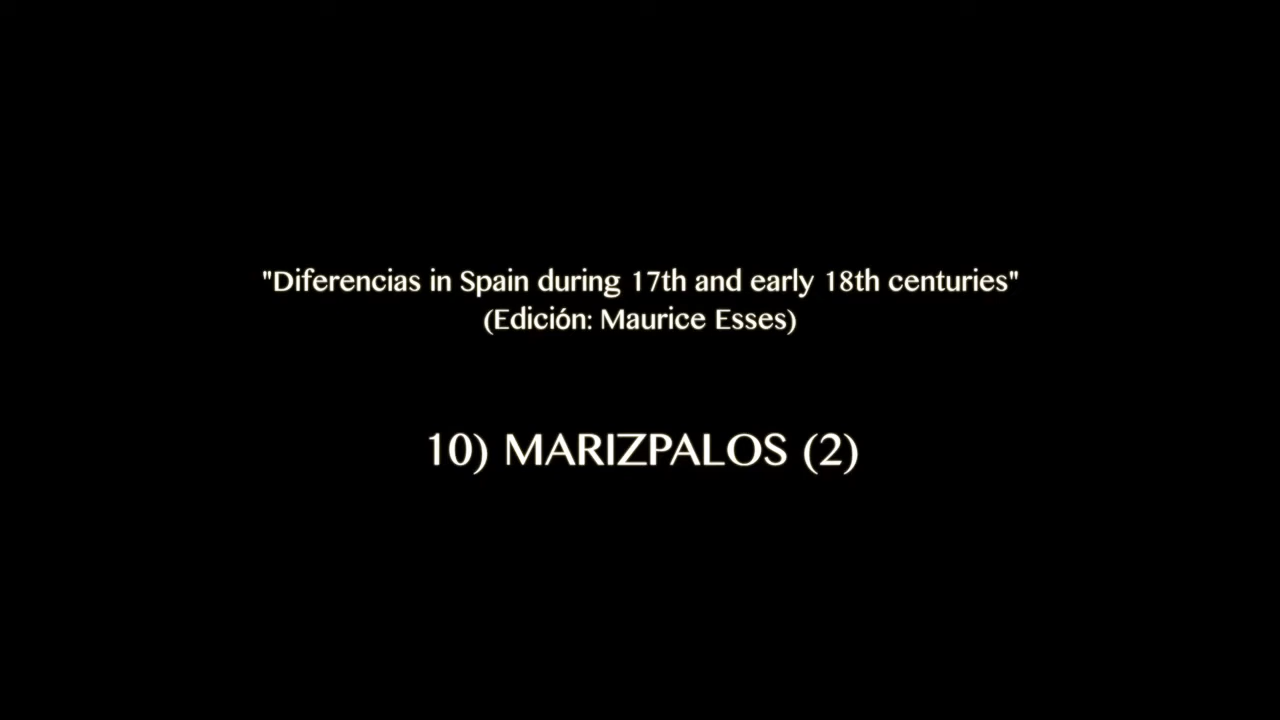 "Diferencias in Spain during 17th and early 18th centuries"
(Edición: Maurice Esses)
10) MARIZPALOS (2)